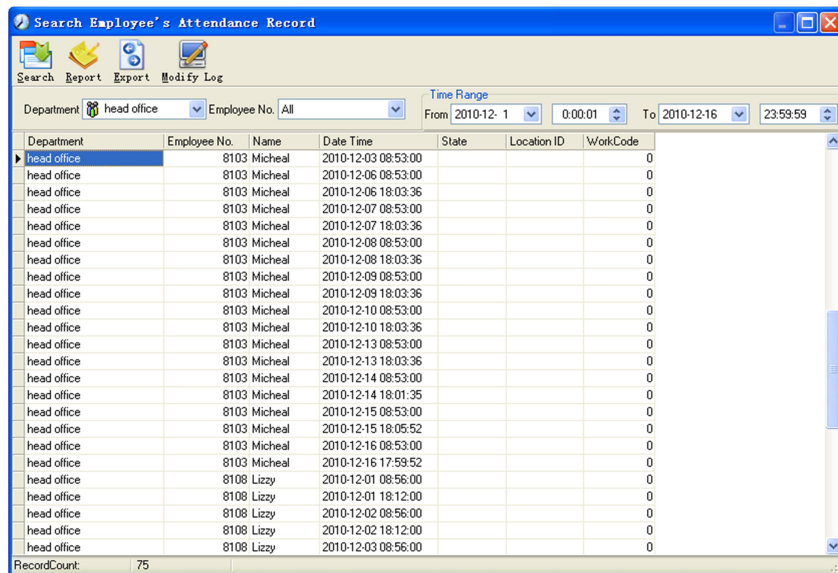 Search Employee's Attendance Record
Search Report Export Modify Log
Time Range
Department head office Employee No. All From 2010-12- 1 0:00:01 To 2010-12-16 23:59:59
Department Employee No. Name Date Time State Location ID WorkCode
head office 8103 Micheal 2010-12-03 08:53:00 0
head office 8103 Micheal 2010-12-06 08:53:00 0
head office 8103 Micheal 2010-12-06 18:03:36 0
head office 8103 Micheal 2010-12-07 08:53:00 0
head office 8103 Micheal 2010-12-07 18:03:36 0
head office 8103 Micheal 2010-12-08 08:53:00 0
head office 8103 Micheal 2010-12-08 18:03:36 0
head office 8103 Micheal 2010-12-09 08:53:00 0
head office 8103 Micheal 2010-12-09 18:03:36 0
head office 8103 Micheal 2010-12-10 08:53:00 0
head office 8103 Micheal 2010-12-10 18:03:36 0
head office 8103 Micheal 2010-12-13 08:53:00 0
head office 8103 Micheal 2010-12-13 18:03:36 0
head office 8103 Micheal 2010-12-14 08:53:00 0
head office 8103 Micheal 2010-12-14 18:01:35 0
head office 8103 Micheal 2010-12-15 08:53:00 0
head office 8103 Micheal 2010-12-15 18:05:52 0
head office 8103 Micheal 2010-12-16 08:53:00 0
head office 8103 Micheal 2010-12-16 17:59:52 0
head office 8108 Lizzy 2010-12-01 08:56:00 0
head office 8108 Lizzy 2010-12-01 18:12:00 0
head office 8108 Lizzy 2010-12-02 08:56:00 0
head office 8108 Lizzy 2010-12-02 18:12:00 0
head office 8108 Lizzy 2010-12-03 08:56:00 0
RecordCount: 75